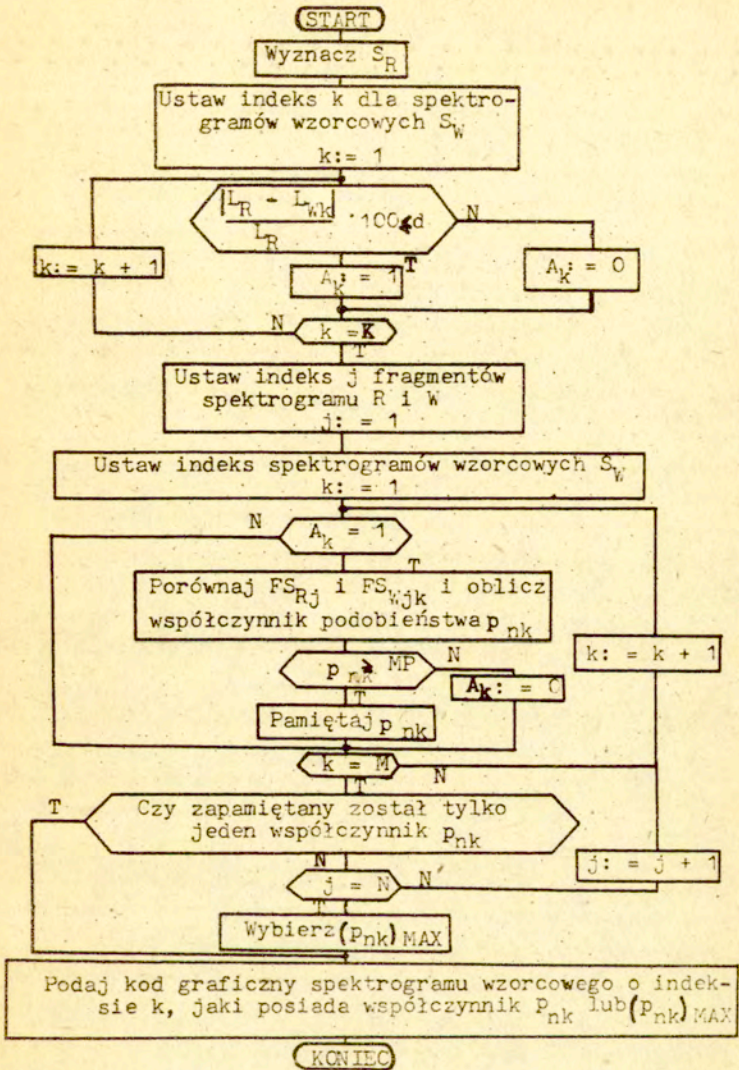 START
Wyznacz S_R
Ustaw indeks k dla spektro-
gramów wzorcowych S_W
k:= 1
|L_R - L_Wk|
L_R
·100≤d
N
k:= k + 1
A_k:= 1
T
A_k:= 0
N
k = K
T
Ustaw indeks j fragmentów
spektrogramu R i W
j:= 1
Ustaw indeks spektrogramów wzorcowych S_W
k:= 1
N
A_k = 1
T
Porównaj FS_Rj i FS_Wjk i oblicz
współczynnik podobieństwa p_nk
k:= k + 1
p_nk ≥ MP
N
T
A_k:= 0
Pamiętaj p_nk
k = M
N
T
T
Czy zapamiętany został tylko
jeden współczynnik p_nk
N
j:= j + 1
j = N
N
T
Wybierz (p_nk)_MAX
Podaj kod graficzny spektrogramu wzorcowego o indek-
sie k, jaki posiada współczynnik p_nk lub (p_nk)_MAX
KONIEC